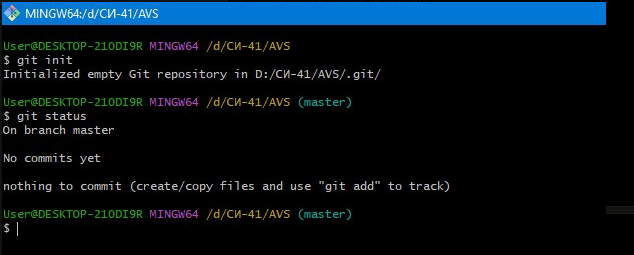 MINGW64:/d/СИ-41/AVS
User@DESKTOP-21ODI9R MINGW64 /d/СИ-41/AVS
$ git init
Initialized empty Git repository in D:/СИ-41/AVS/.git/
User@DESKTOP-21ODI9R MINGW64 /d/СИ-41/AVS (master)
$ git status
On branch master
No commits yet
nothing to commit (create/copy files and use "git add" to track)
User@DESKTOP-21ODI9R MINGW64 /d/СИ-41/AVS (master)
$